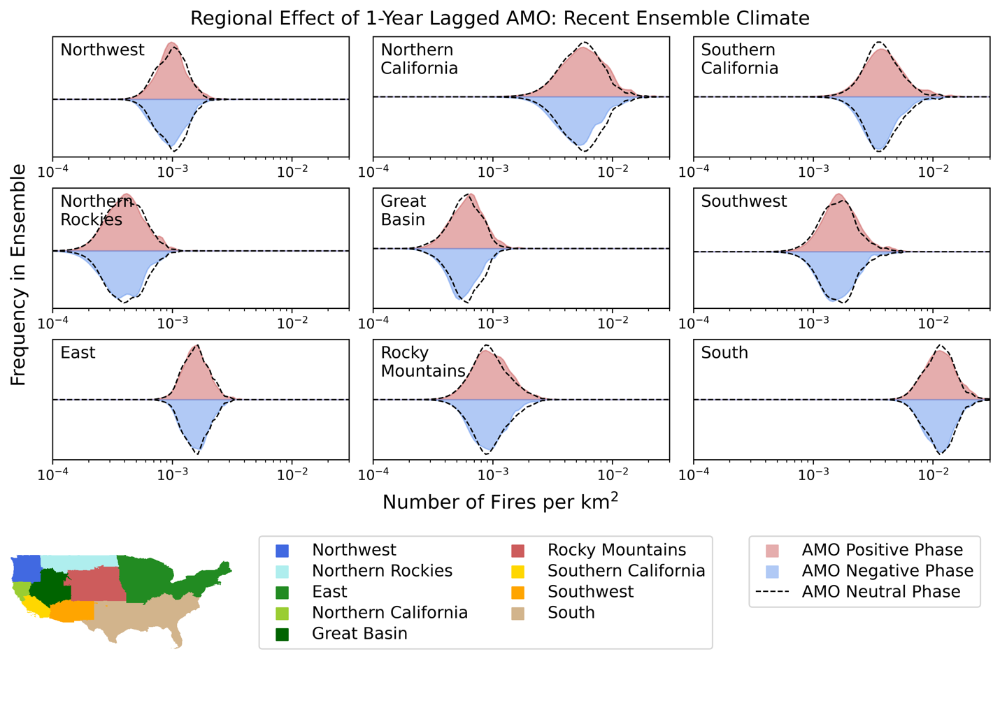 Regional Effect of 1-Year Lagged AMO: Recent Ensemble Climate
Frequency in Ensemble
Northwest
10⁻⁴ 10⁻³ 10⁻²
Northern
California
10⁻⁴ 10⁻³ 10⁻²
Southern
California
10⁻⁴ 10⁻³ 10⁻²
Northern
Rockies
10⁻⁴ 10⁻³ 10⁻²
Great
Basin
10⁻⁴ 10⁻³ 10⁻²
Southwest
10⁻⁴ 10⁻³ 10⁻²
East
10⁻⁴ 10⁻³ 10⁻²
Rocky
Mountains
10⁻⁴ 10⁻³ 10⁻²
South
10⁻⁴ 10⁻³ 10⁻²
Number of Fires per km²
Northwest
Northern Rockies
East
Northern California
Great Basin
Rocky Mountains
Southern California
Southwest
South
AMO Positive Phase
AMO Negative Phase
AMO Neutral Phase